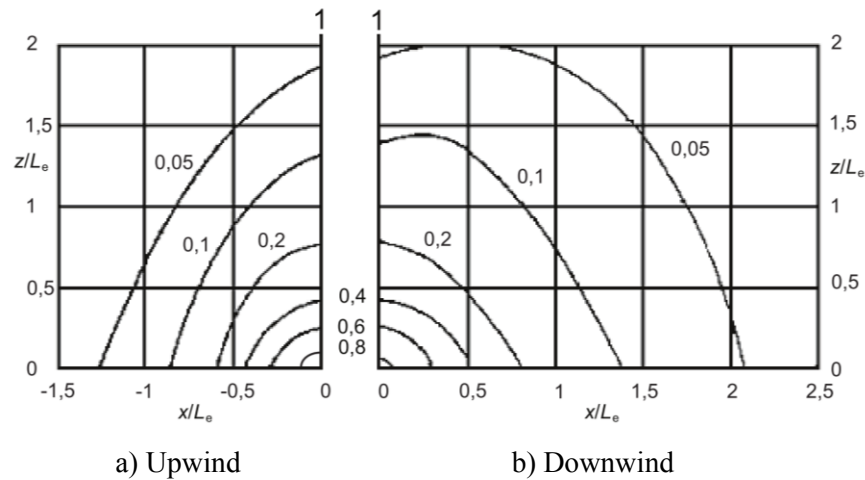 1 1
2 2
1,5 1,5
z/Le 0,05 0,05 z/Le
0,1
1 1
0,1 0,2 0,2
0,5 0,4 0,5
0,6
0 0,8 0
-1,5 -1 -0,5 0 0 0,5 1 1,5 2 2,5
x/Le x/Le
a) Upwind b) Downwind